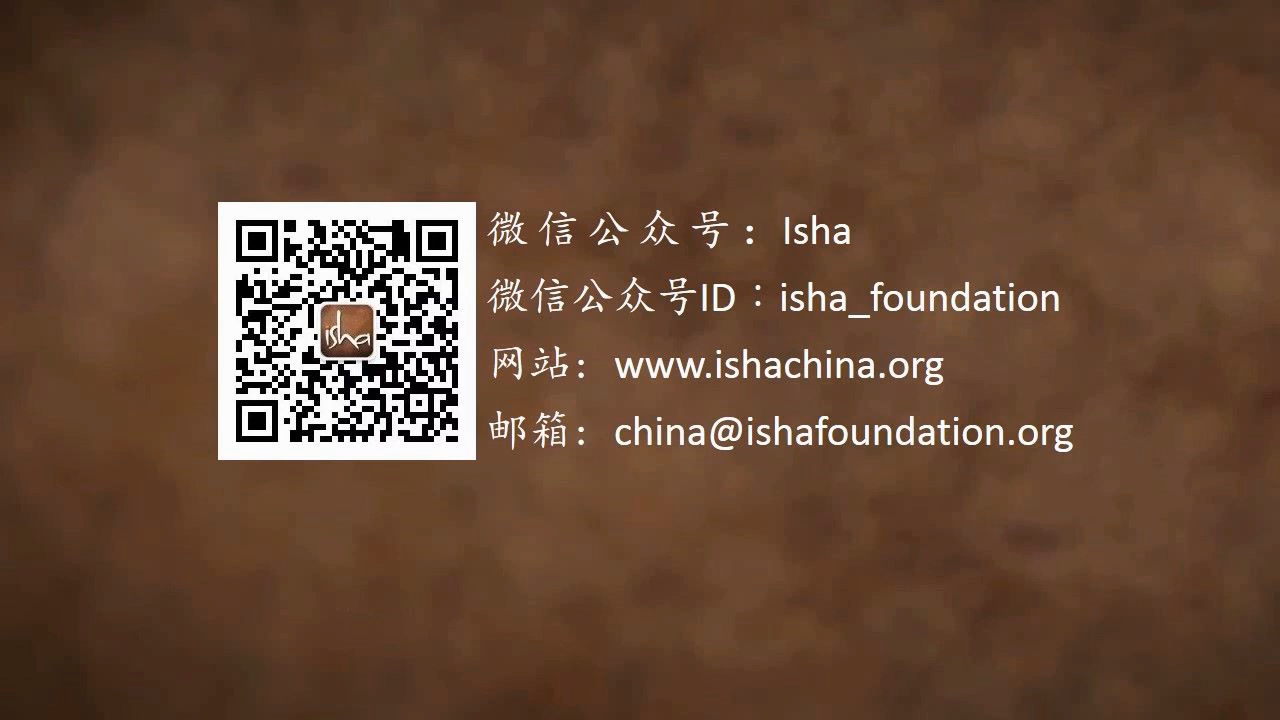 isha
微信公众号：Isha
微信公众号ID：isha_foundation
网站：www.ishachina.org
邮箱：china@ishafoundation.org